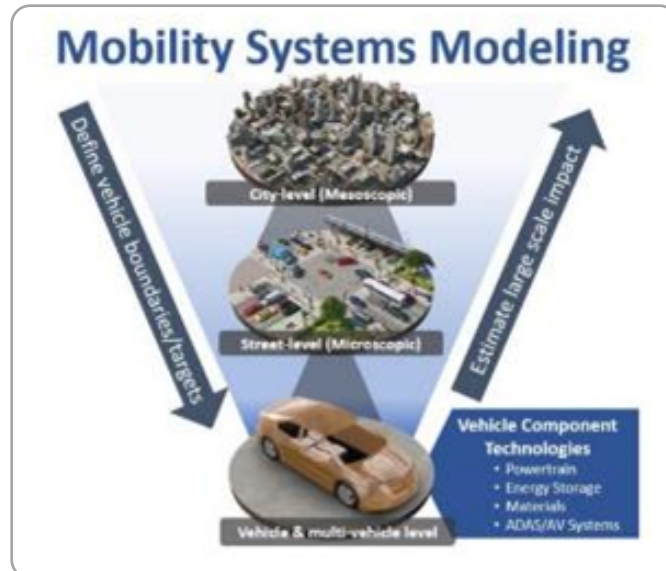 Mobility Systems Modeling
Define vehicle boundaries/targets
City-level (Mesoscopic)
Street-level (Microscopic)
Estimate large scale impact
Vehicle & multi-vehicle level
Vehicle Component
Technologies
• Powertrain
• Energy Storage
• Materials
• ADAS/AV Systems